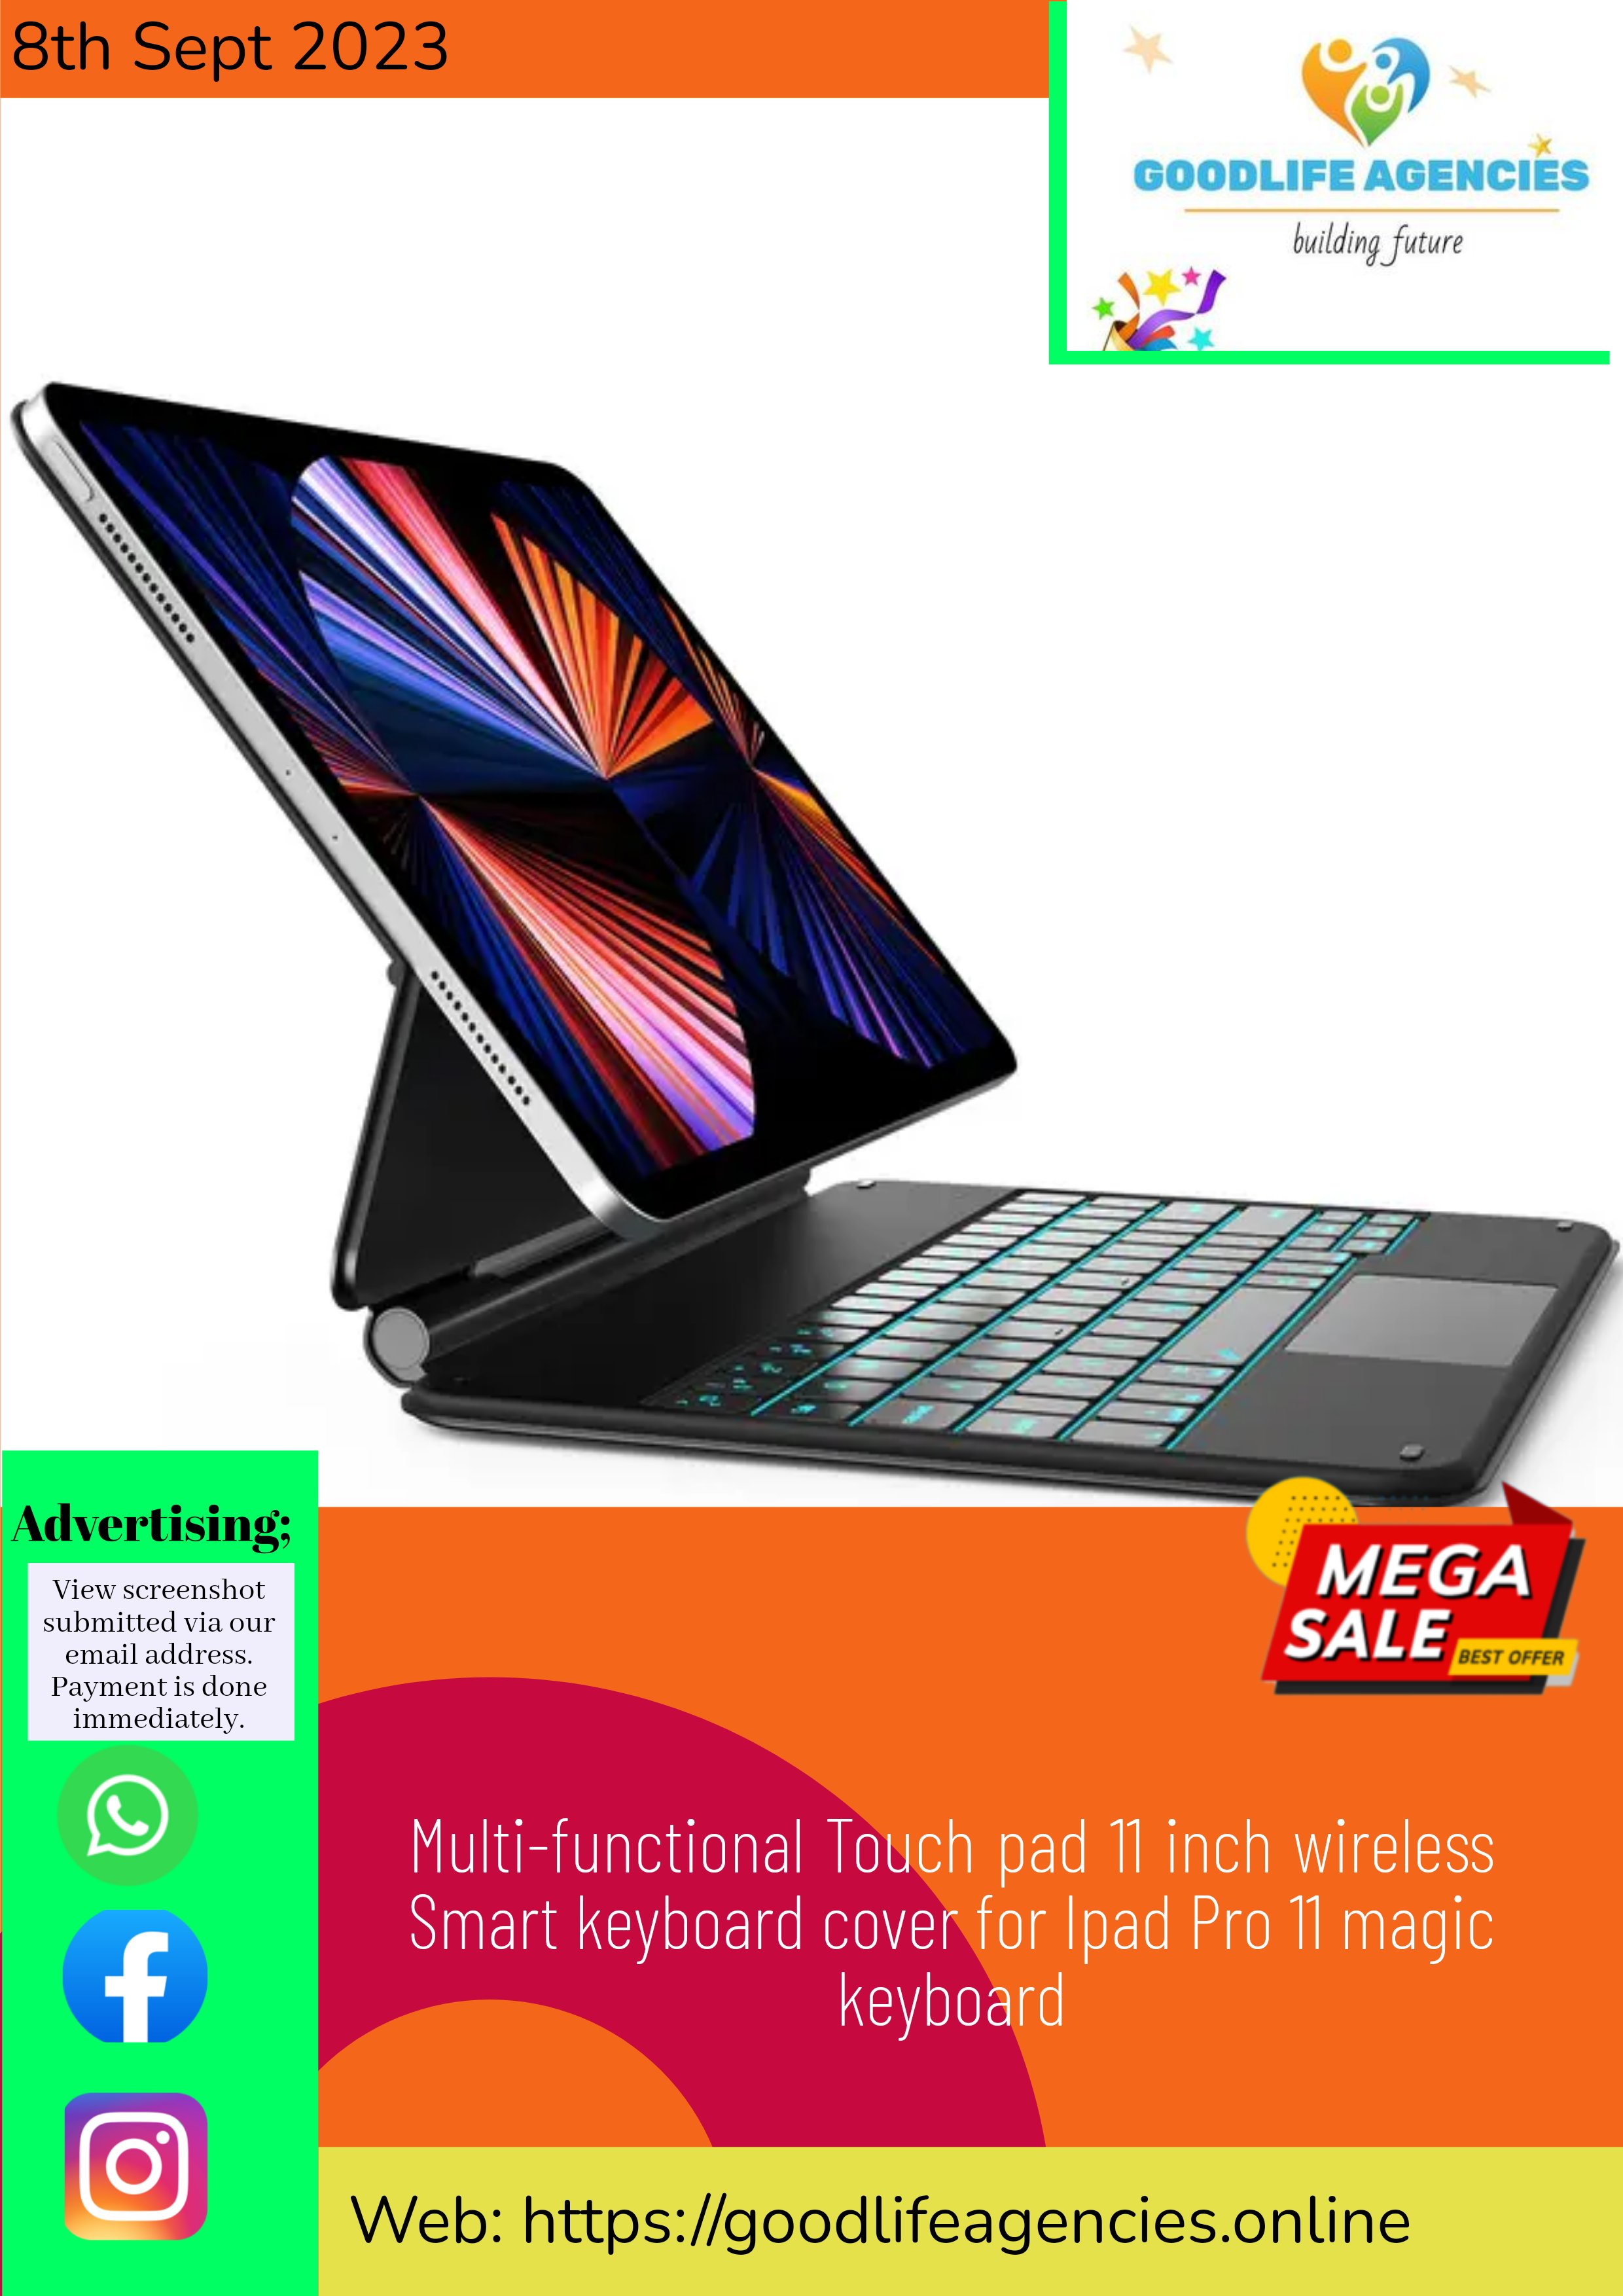 8th Sept 2023
GOODLIFE AGENCIES
building future
Advertising;
View screenshot
submitted via our
email address.
Payment is done
immediately.
MEGA
SALE
BEST OFFER
Multi-functional Touch pad 11 inch wireless
Smart keyboard cover for Ipad Pro 11 magic
keyboard
Web: https://goodlifeagencies.online